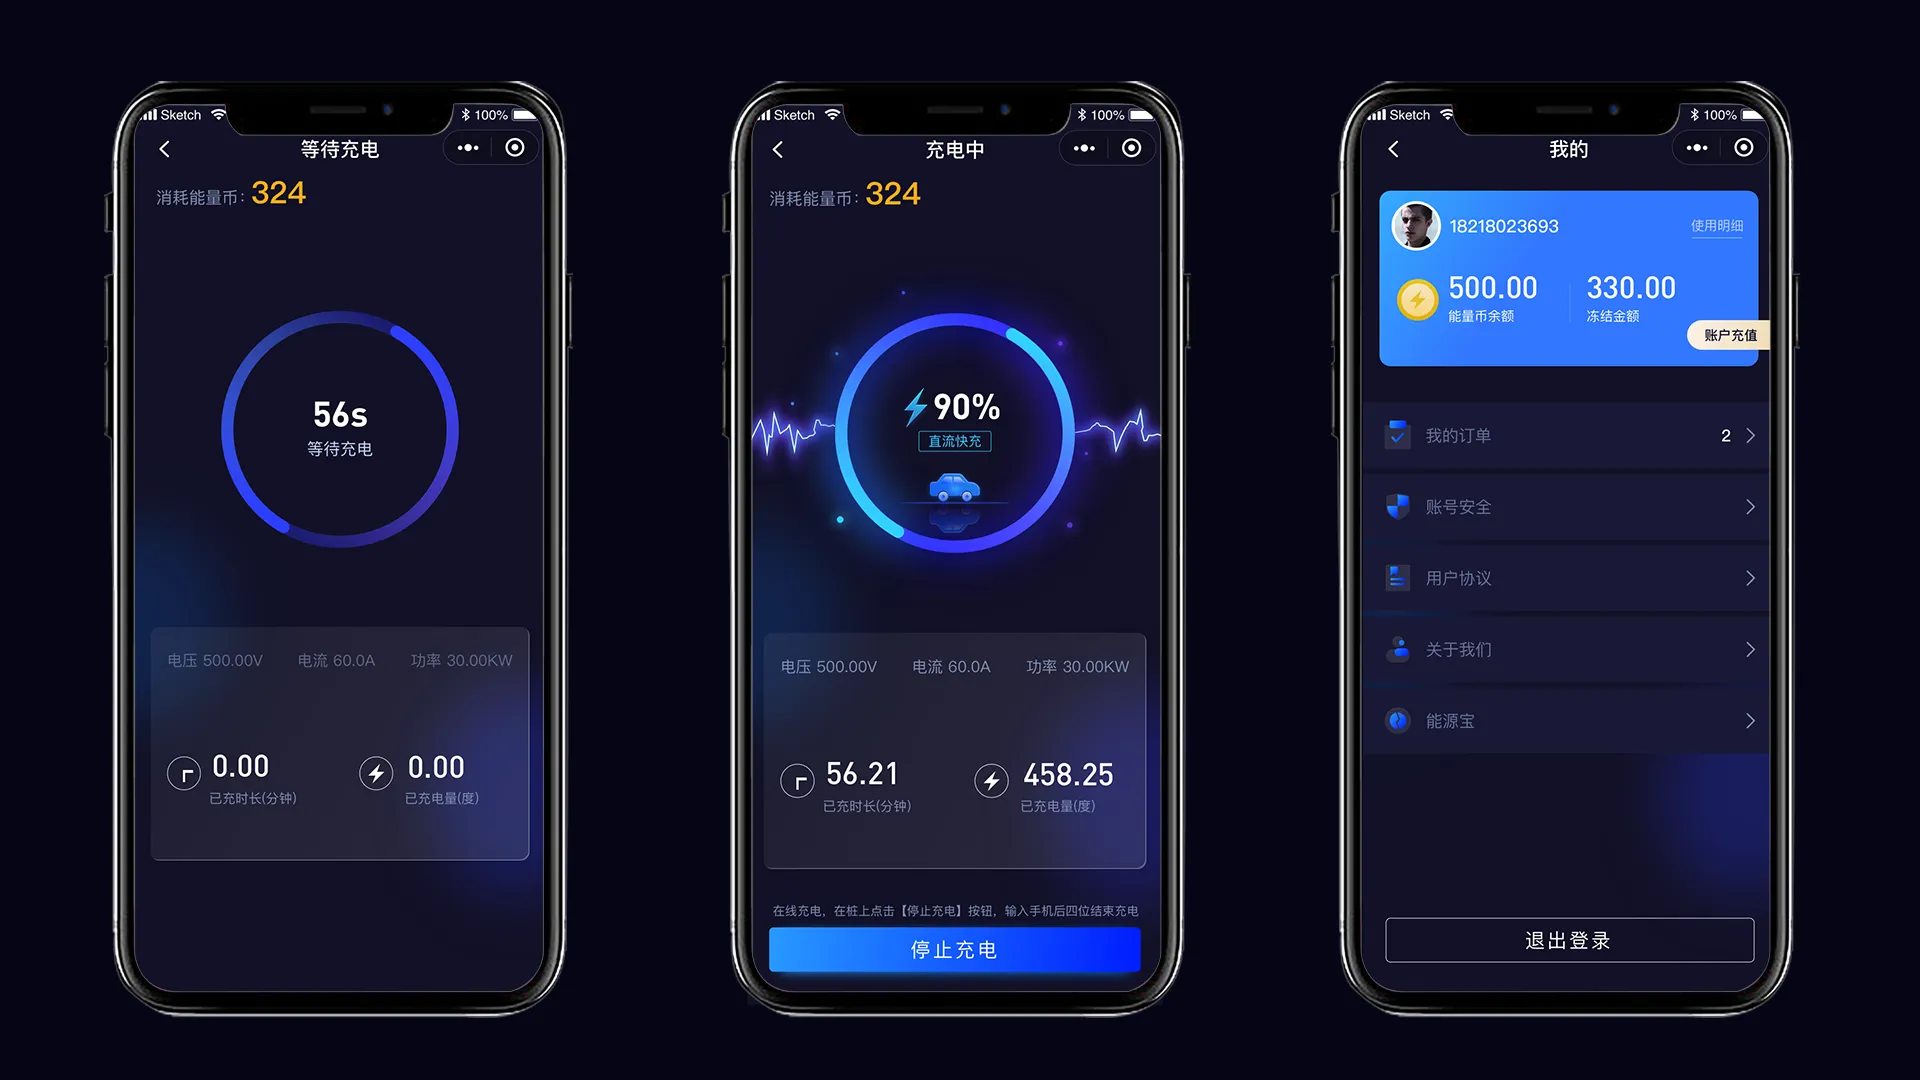 Sketch 100%
等待充电
消耗能量币: 324
56s
等待充电
电压 500.00V 电流 60.0A 功率 30.00KW
0.00 0.00
已充时长(分钟) 已充电量(度)
Sketch 100%
充电中
消耗能量币: 324
90%
直流快充
电压 500.00V 电流 60.0A 功率 30.00KW
56.21 458.25
已充时长(分钟) 已充电量(度)
在线充电，在桩上点击【停止充电】按钮，输入手机后四位结束充电
停止充电
Sketch 100%
我的
18218023693 使用明细
500.00 330.00
能量币余额 冻结金额
账户充值
我的订单 2
账号安全
用户协议
关于我们
能源宝
退出登录